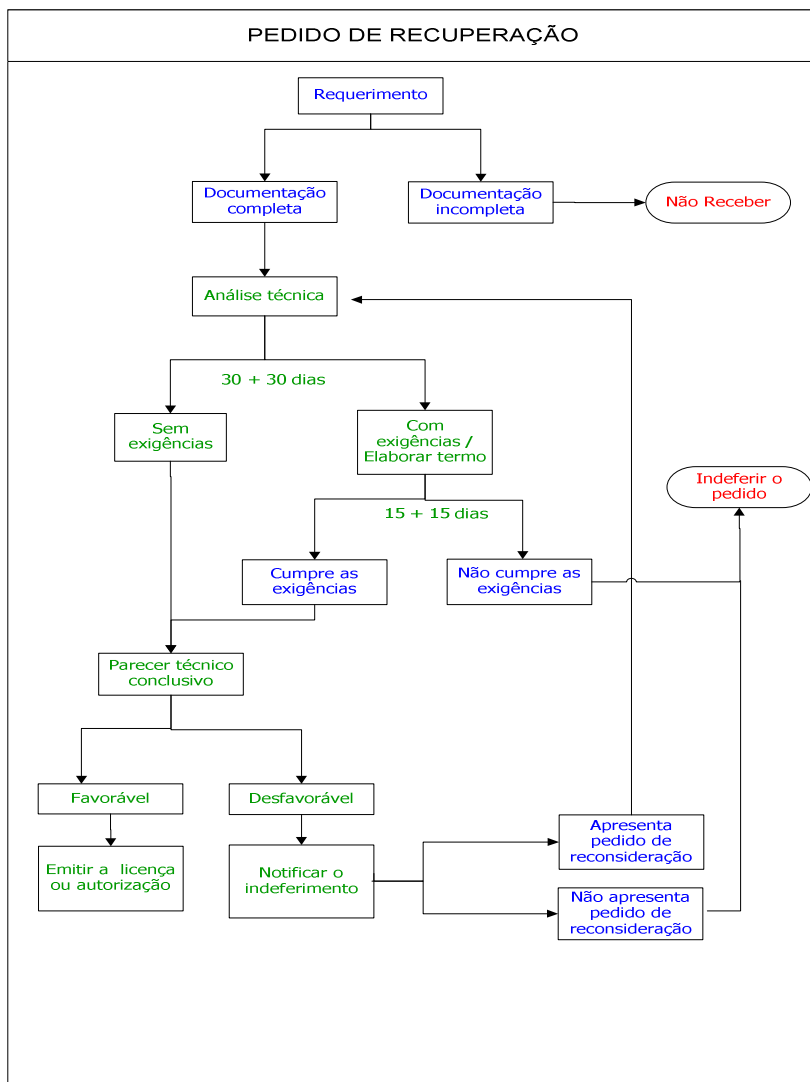 PEDIDO DE RECUPERAÇÃO
Requerimento
Documentação
completa
Documentação
incompleta
Não Receber
Análise técnica
30 + 30 dias
Sem
exigências
Com
exigências /
Elaborar termo
Indeferir o
pedido
15 + 15 dias
Cumpre as
exigências
Não cumpre as
exigências
Parecer técnico
conclusivo
Favorável
Desfavorável
Emitir a licença
ou autorização
Notificar o
indeferimento
Apresenta
pedido de
reconsideração
Não apresenta
pedido de
reconsideração